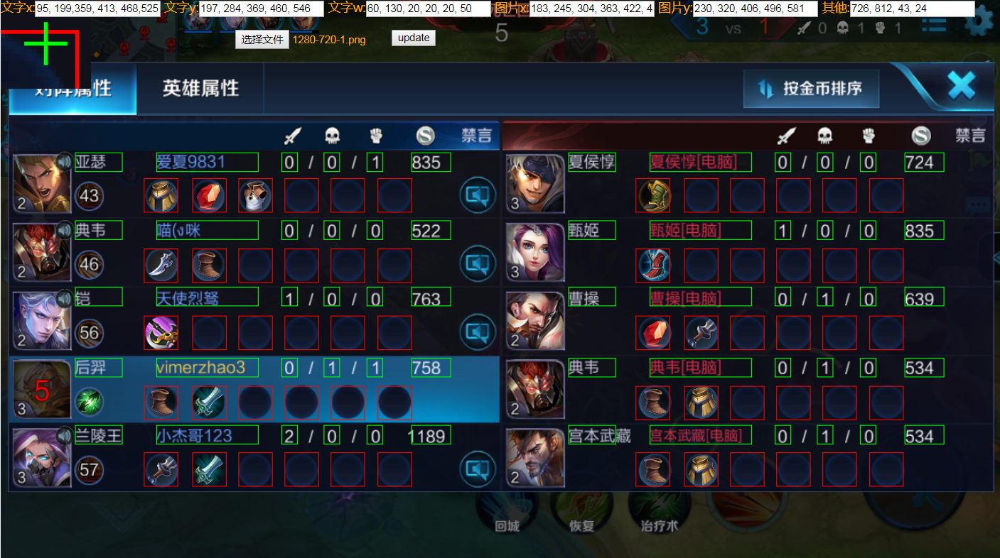 文字x: 95, 199,359, 413, 468,525 文字y: 197, 284, 369, 460, 546 文字w: 60, 130, 20, 20, 20, 50 图片x: 183, 245, 304, 363, 422, 4 图片y: 230, 320, 406, 496, 581 其他: 726, 812, 43, 24
5 3 vs 1 0 1 1
选择文件 1280-720-1.png update
对阵属性 英雄属性 按金币排序
禁言 禁言
亚瑟 爱夏9831 0 / 0 / 1 835
2 43
夏侯惇 夏侯惇[电脑] 0 / 0 / 0 724
3
典韦 喵(ง咪 0 / 0 / 0 522
2 46
甄姬 甄姬[电脑] 1 / 0 / 0 835
3
铠 天使烈驽 1 / 0 / 0 763
2 56
曹操 曹操[电脑] 0 / 1 / 0 639
2
后羿 vimerzhao3 0 / 1 / 1 758
5
3
典韦 典韦[电脑] 0 / 1 / 0 534
2
兰陵王 小杰哥123 2 / 0 / 0 1189
3 57
宫本武藏 宫本武藏[电脑] 0 / 1 / 0 534
2
回城 恢复 治疗术